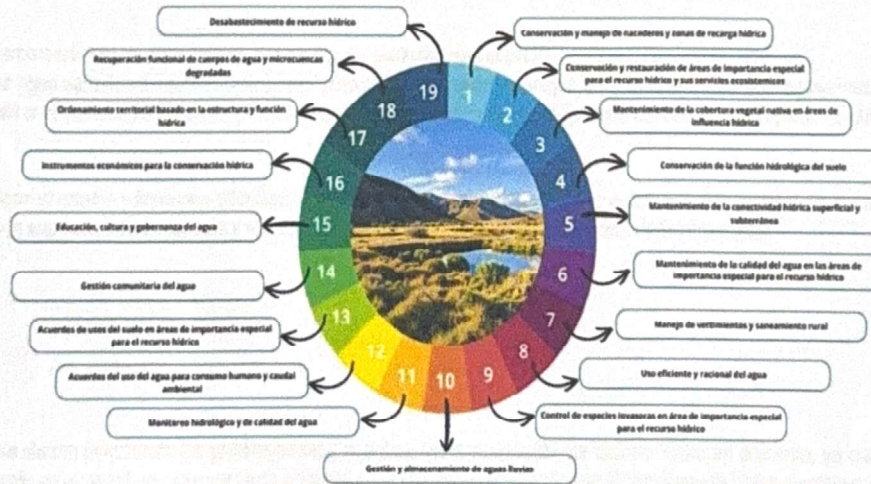 Desabastecimiento de recurso hídrico
Conservación y manejo de nacederos y zonas de recarga hídrica
Recuperación funcional de cuerpos de agua y microcuencas
degradadas
Conservación y restauración de áreas de importancia especial
para el recurso hídrico y sus servicios ecosistémicos
Ordenamiento territorial basado en la estructura y función
hídrica
Mantenimiento de la cobertura vegetal nativa en áreas de
influencia hídrica
Instrumentos económicos para la conservación hídrica
Conservación de la función hidrológica del suelo
Educación, cultura y gobernanza del agua
Mantenimiento de la conectividad hídrica superficial y
subterránea
Gestión comunitaria del agua
Mantenimiento de la calidad del agua en las áreas de
importancia especial para el recurso hídrico
Acuerdos de usos del suelo en áreas de importancia especial
para el recurso hídrico
Manejo de vertimientos y saneamiento rural
Acuerdos del uso del agua para consumo humano y caudal
ambiental
Uso eficiente y racional del agua
Monitoreo hidrológico y de calidad del agua
Control de especies invasoras en área de importancia especial
para el recurso hídrico
Gestión y almacenamiento de aguas lluvias
1
2
3
4
5
6
7
8
9
10
11
12
13
14
15
16
17
18
19